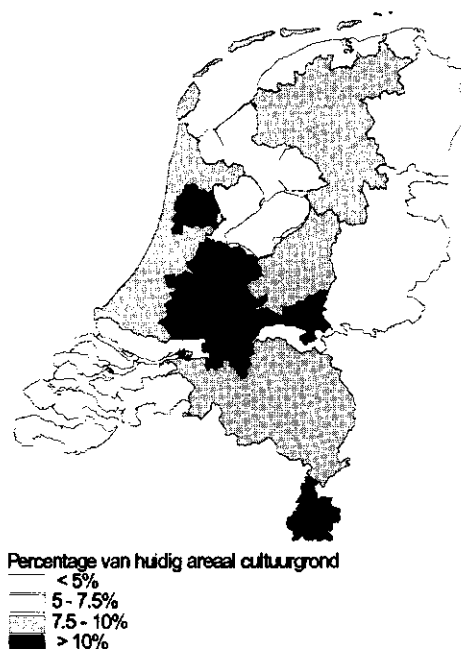 Percentage van huidig areaal cultuurgrond
< 5%
5 - 7.5%
7.5 - 10%
> 10%